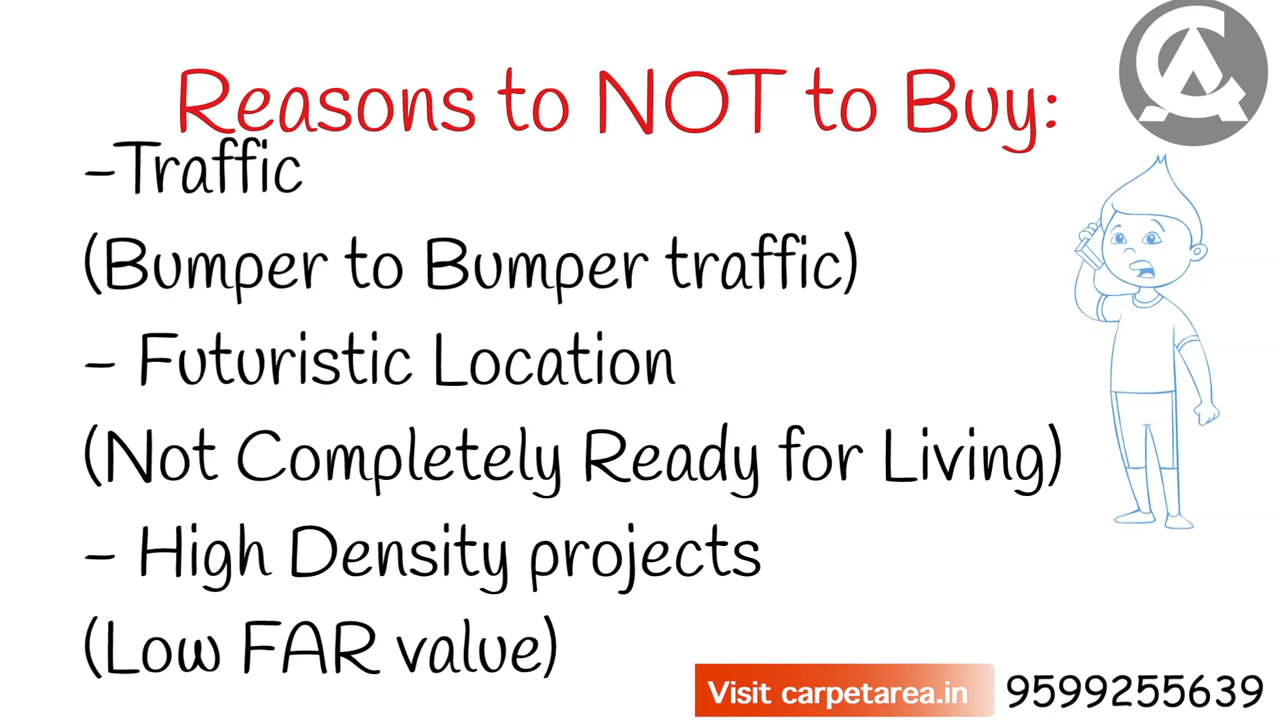 Reasons to NOT to Buy:
-Traffic
(Bumper to Bumper traffic)
- Futuristic Location
(Not Completely Ready for Living)
- High Density projects
(Low FAR value)
Visit carpetarea.in 9599255639